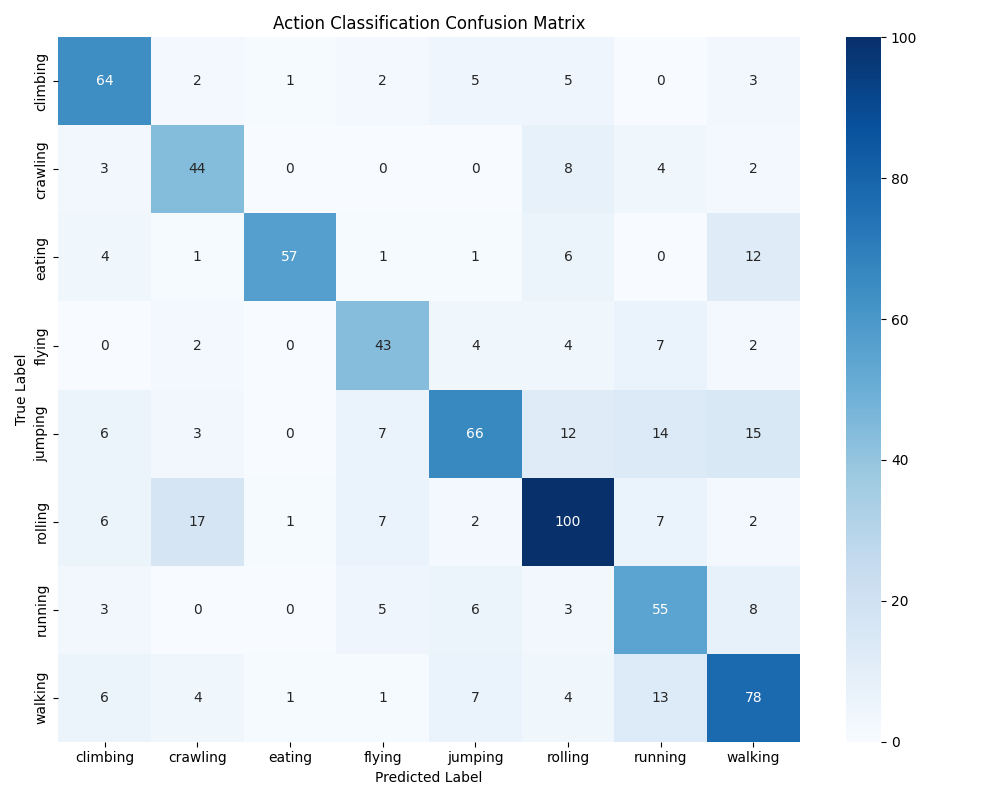 Action Classification Confusion Matrix
climbing 64 2 1 2 5 5 0 3
crawling 3 44 0 0 0 8 4 2
eating 4 1 57 1 1 6 0 12
flying 0 2 0 43 4 4 7 2
jumping 6 3 0 7 66 12 14 15
rolling 6 17 1 7 2 100 7 2
running 3 0 0 5 6 3 55 8
walking 6 4 1 1 7 4 13 78
climbing crawling eating flying jumping rolling running walking
Predicted Label
True Label
100
80
60
40
20
0